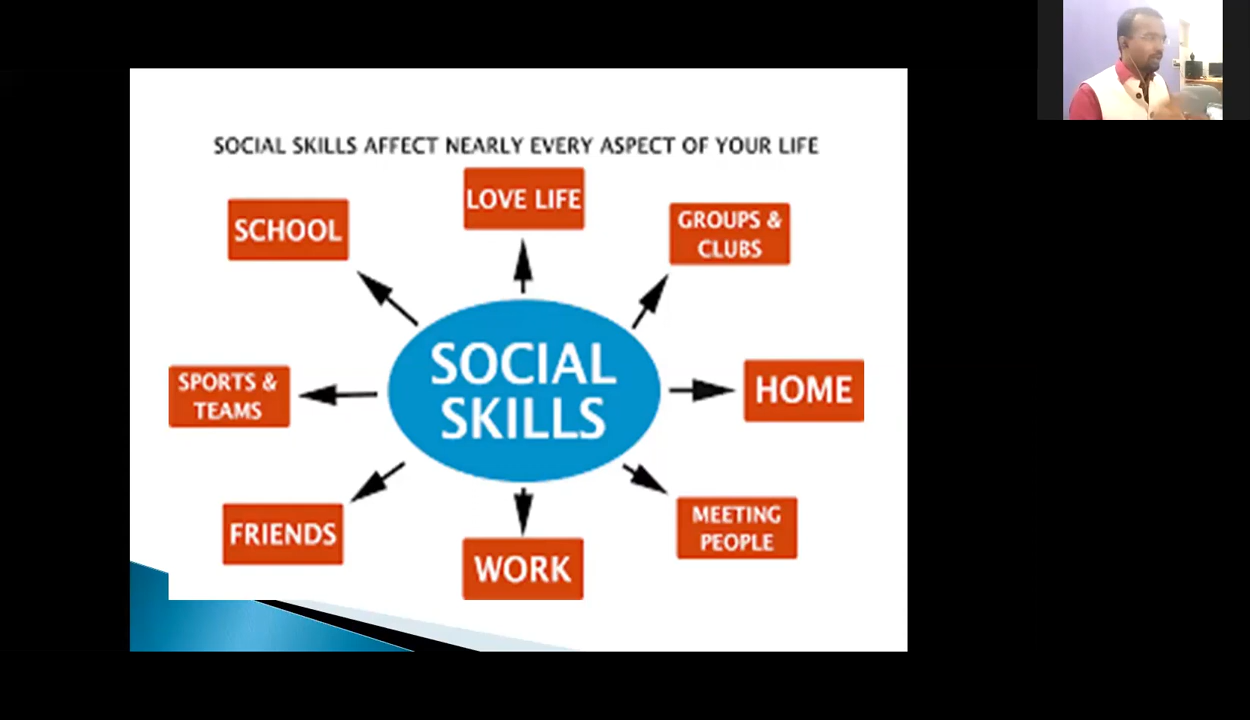 SOCIAL SKILLS AFFECT NEARLY EVERY ASPECT OF YOUR LIFE
LOVE LIFE
SCHOOL
GROUPS &
CLUBS
SOCIAL
SKILLS
SPORTS &
TEAMS
HOME
FRIENDS
MEETING
PEOPLE
WORK